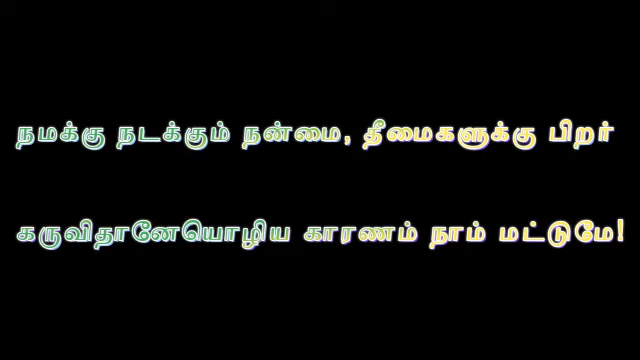 நமக்கு நடக்கும் நன்மை, தீமைகளுக்கு பிறர்
கருவிதானேயொழிய காரணம் நாம் மட்டுமே!